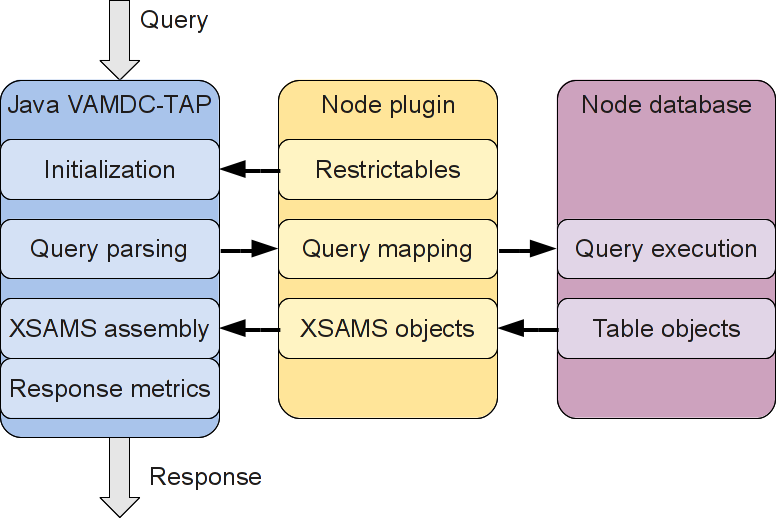 Query
Java VAMDC-TAP
Node plugin
Node database
Initialization
Restrictables
Query parsing
Query mapping
Query execution
XSAMS assembly
XSAMS objects
Table objects
Response metrics
Response